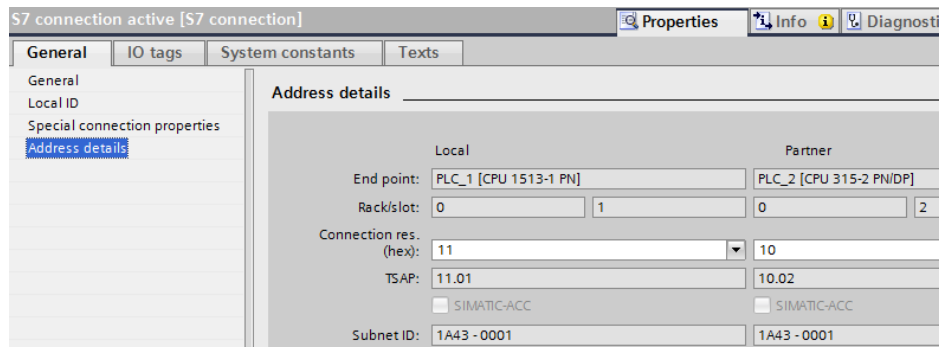 S7 connection active [S7 connection]
Properties Info Diagnosti
General IO tags System constants Texts
General
Local ID
Special connection properties
Address details
Address details
Local Partner
End point: PLC_1 [CPU 1513-1 PN] PLC_2 [CPU 315-2 PN/DP]
Rack/slot: 0 1 0 2
Connection res.
(hex): 11 10
TSAP: 11.01 10.02
SIMATIC-ACC SIMATIC-ACC
Subnet ID: 1A43 - 0001 1A43 - 0001